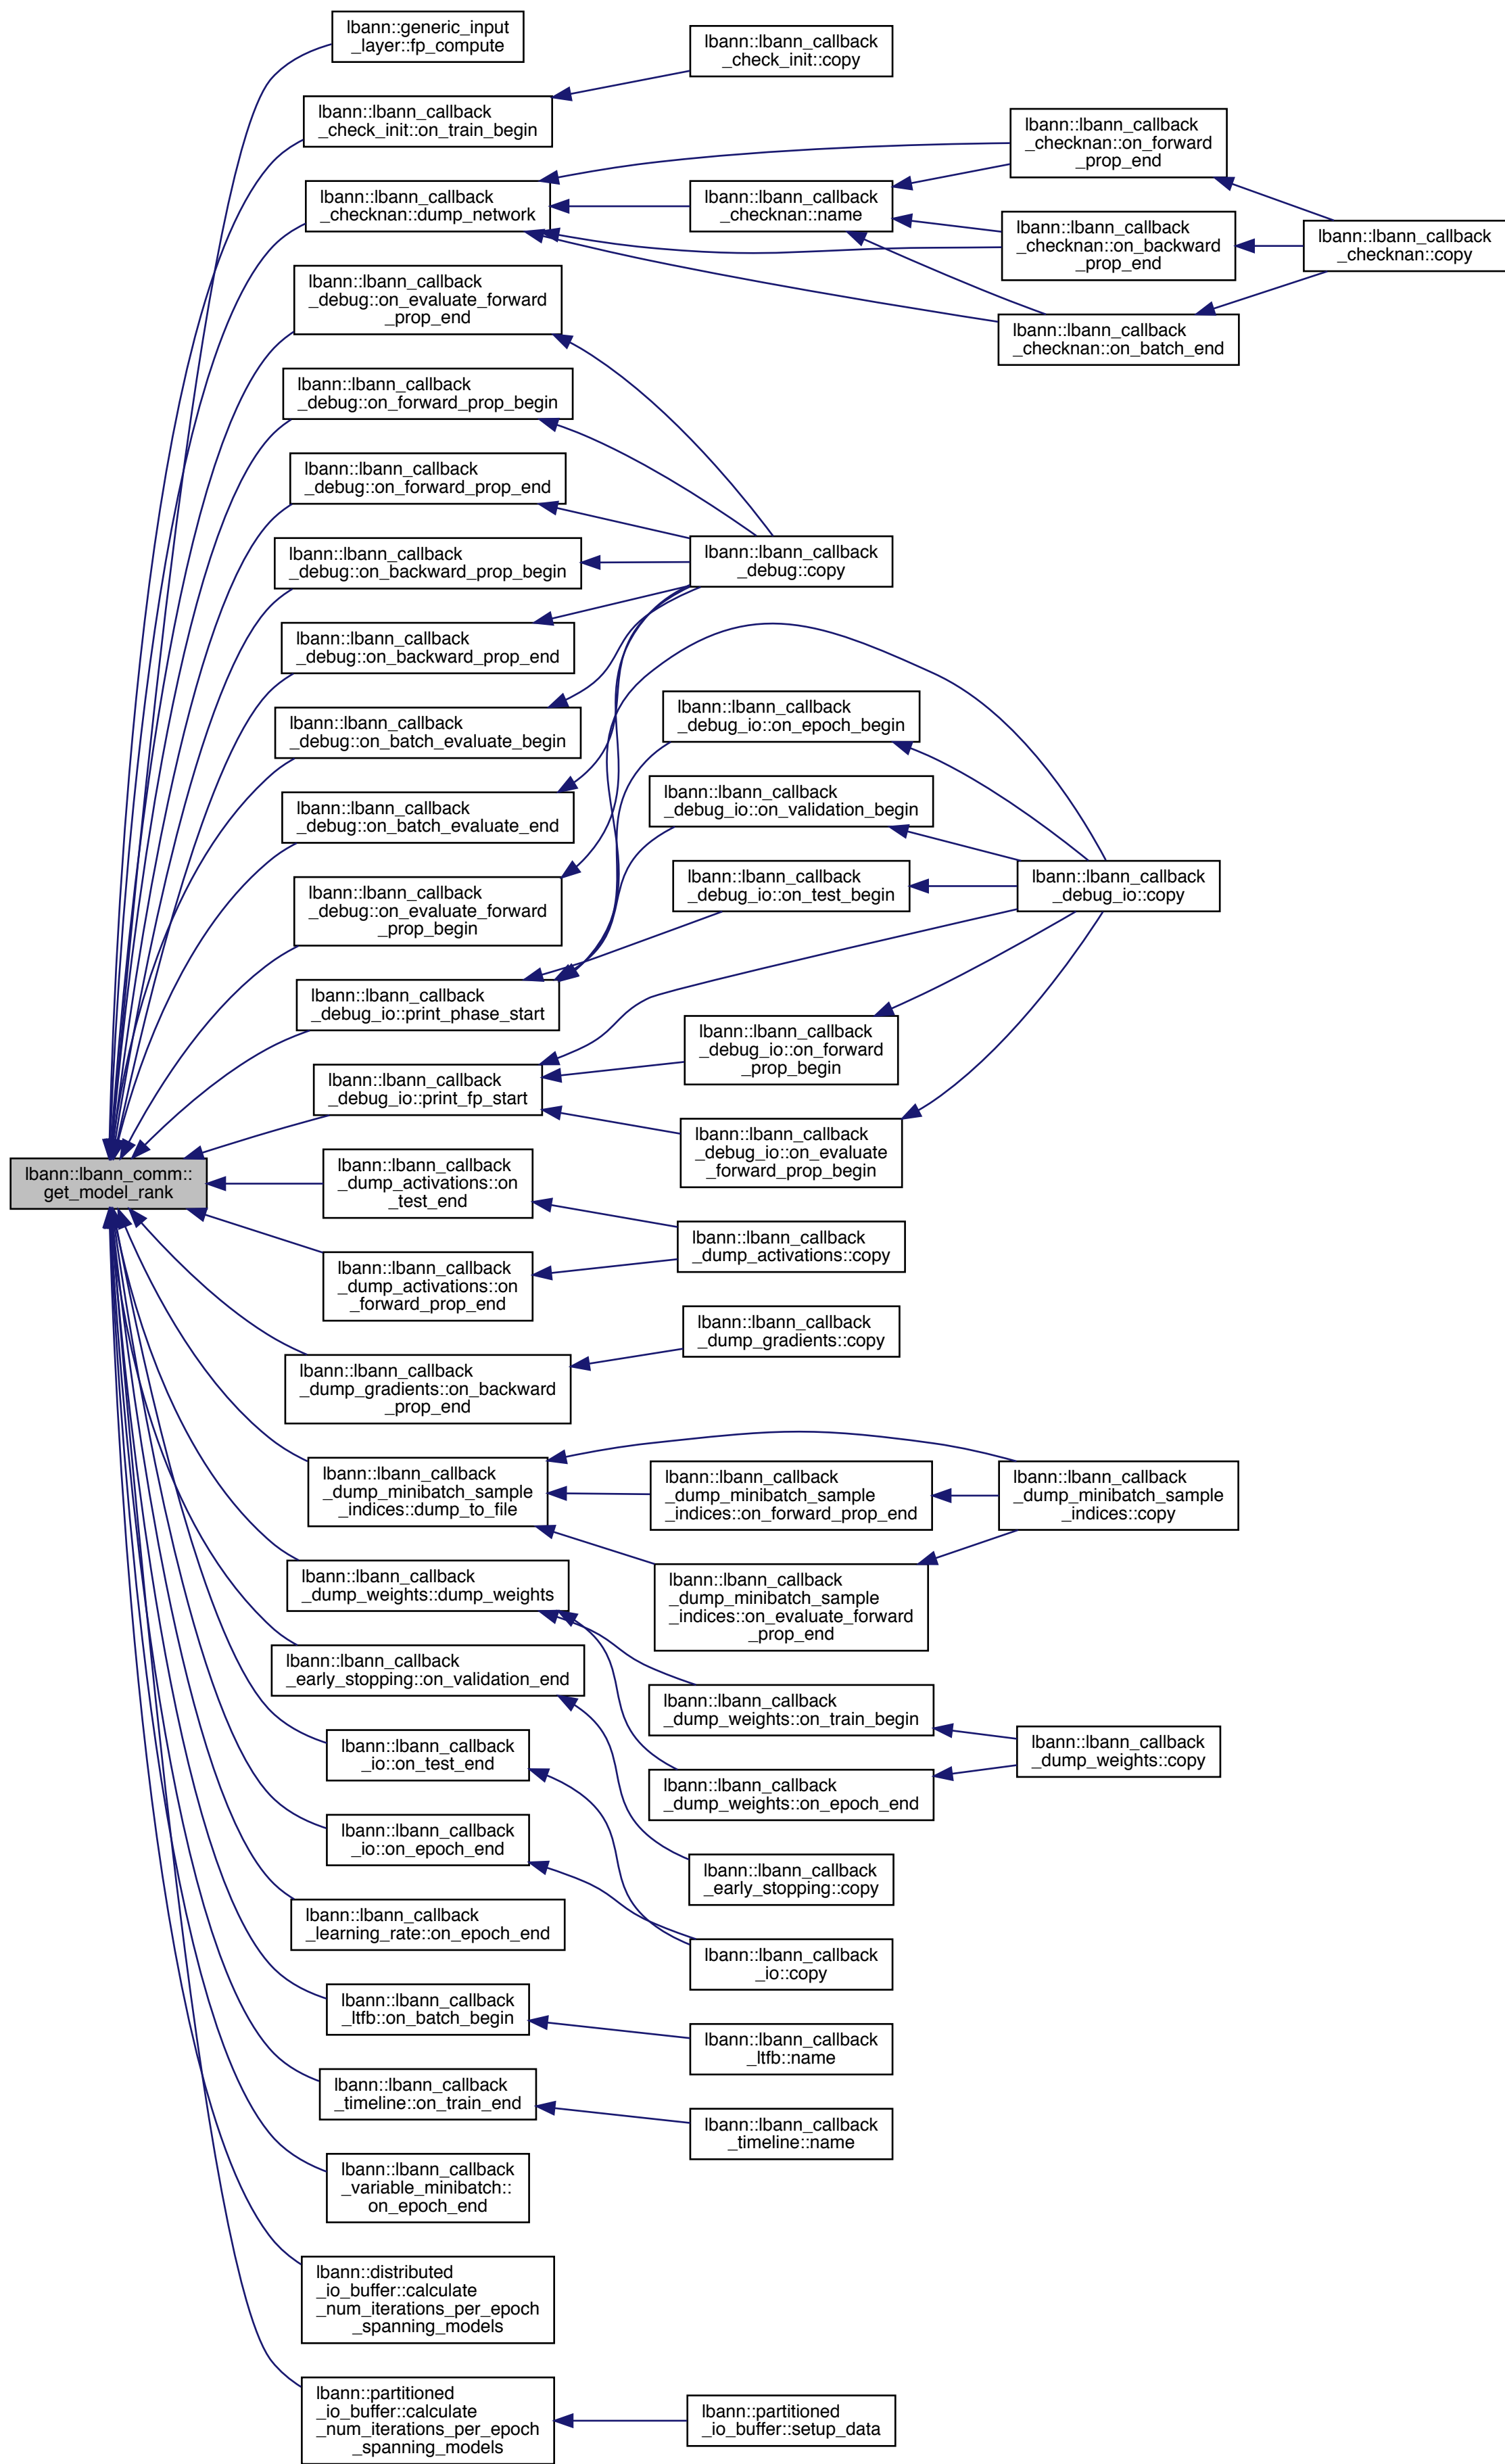 lbann::generic_input
_layer::fp_compute
lbann::lbann_callback
_check_init::copy
lbann::lbann_callback
_check_init::on_train_begin
lbann::lbann_callback
_checknan::on_forward
_prop_end
lbann::lbann_callback
_checknan::dump_network
lbann::lbann_callback
_checknan::name
lbann::lbann_callback
_checknan::on_backward
_prop_end
lbann::lbann_callback
_checknan::copy
lbann::lbann_callback
_debug::on_evaluate_forward
_prop_end
lbann::lbann_callback
_checknan::on_batch_end
lbann::lbann_callback
_debug::on_forward_prop_begin
lbann::lbann_callback
_debug::on_forward_prop_end
lbann::lbann_callback
_debug::on_backward_prop_begin
lbann::lbann_callback
_debug::copy
lbann::lbann_callback
_debug::on_backward_prop_end
lbann::lbann_callback
_debug::on_batch_evaluate_begin
lbann::lbann_callback
_debug_io::on_epoch_begin
lbann::lbann_callback
_debug::on_batch_evaluate_end
lbann::lbann_callback
_debug_io::on_validation_begin
lbann::lbann_callback
_debug::on_evaluate_forward
_prop_begin
lbann::lbann_callback
_debug_io::on_test_begin
lbann::lbann_callback
_debug_io::copy
lbann::lbann_callback
_debug_io::print_phase_start
lbann::lbann_callback
_debug_io::on_forward
_prop_begin
lbann::lbann_callback
_debug_io::print_fp_start
lbann::lbann_callback
_debug_io::on_evaluate
_forward_prop_begin
lbann::lbann_comm::
get_model_rank
lbann::lbann_callback
_dump_activations::on
_test_end
lbann::lbann_callback
_dump_activations::copy
lbann::lbann_callback
_dump_activations::on
_forward_prop_end
lbann::lbann_callback
_dump_gradients::copy
lbann::lbann_callback
_dump_gradients::on_backward
_prop_end
lbann::lbann_callback
_dump_minibatch_sample
_indices::dump_to_file
lbann::lbann_callback
_dump_minibatch_sample
_indices::on_forward_prop_end
lbann::lbann_callback
_dump_minibatch_sample
_indices::copy
lbann::lbann_callback
_dump_weights::dump_weights
lbann::lbann_callback
_dump_minibatch_sample
_indices::on_evaluate_forward
_prop_end
lbann::lbann_callback
_early_stopping::on_validation_end
lbann::lbann_callback
_dump_weights::on_train_begin
lbann::lbann_callback
_dump_weights::copy
lbann::lbann_callback
_io::on_test_end
lbann::lbann_callback
_dump_weights::on_epoch_end
lbann::lbann_callback
_io::on_epoch_end
lbann::lbann_callback
_early_stopping::copy
lbann::lbann_callback
_learning_rate::on_epoch_end
lbann::lbann_callback
_io::copy
lbann::lbann_callback
_ltfb::on_batch_begin
lbann::lbann_callback
_ltfb::name
lbann::lbann_callback
_timeline::on_train_end
lbann::lbann_callback
_timeline::name
lbann::lbann_callback
_variable_minibatch::
on_epoch_end
lbann::distributed
_io_buffer::calculate
_num_iterations_per_epoch
_spanning_models
lbann::partitioned
_io_buffer::calculate
_num_iterations_per_epoch
_spanning_models
lbann::partitioned
_io_buffer::setup_data